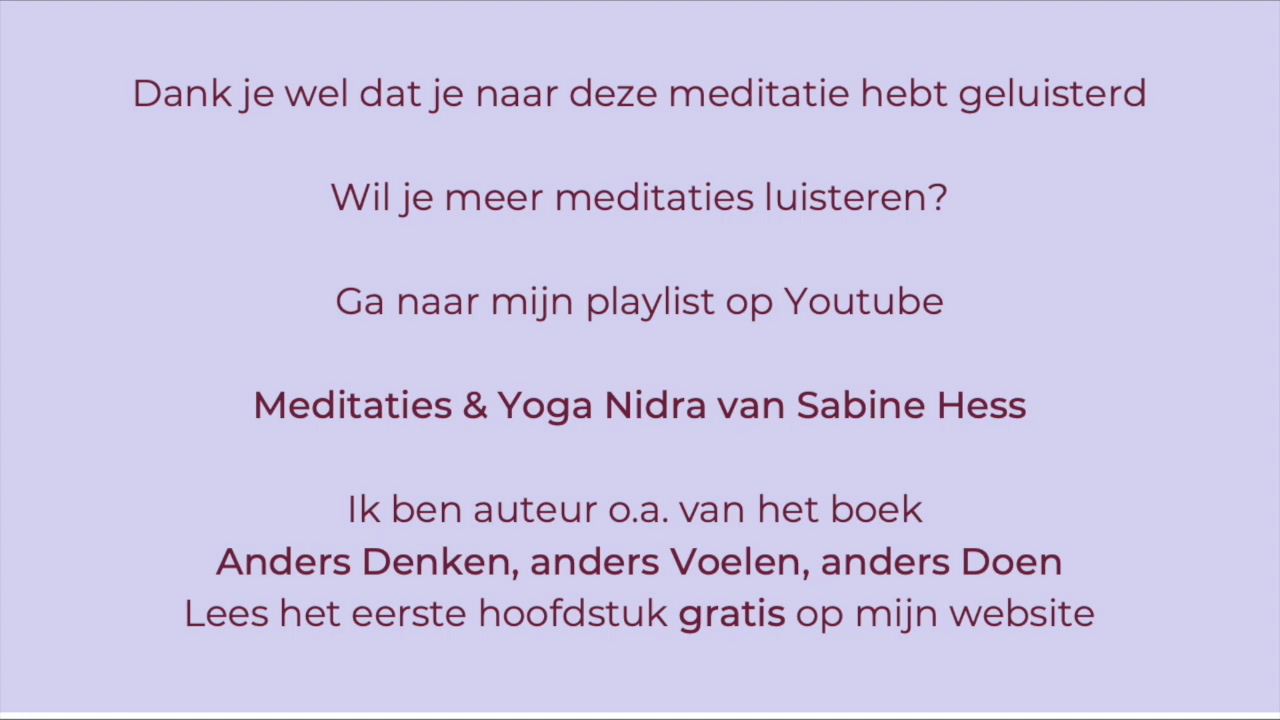 Dank je wel dat je naar deze meditatie hebt geluisterd
Wil je meer meditaties luisteren?
Ga naar mijn playlist op Youtube
Meditaties & Yoga Nidra van Sabine Hess
Ik ben auteur o.a. van het boek
Anders Denken, anders Voelen, anders Doen
Lees het eerste hoofdstuk gratis op mijn website